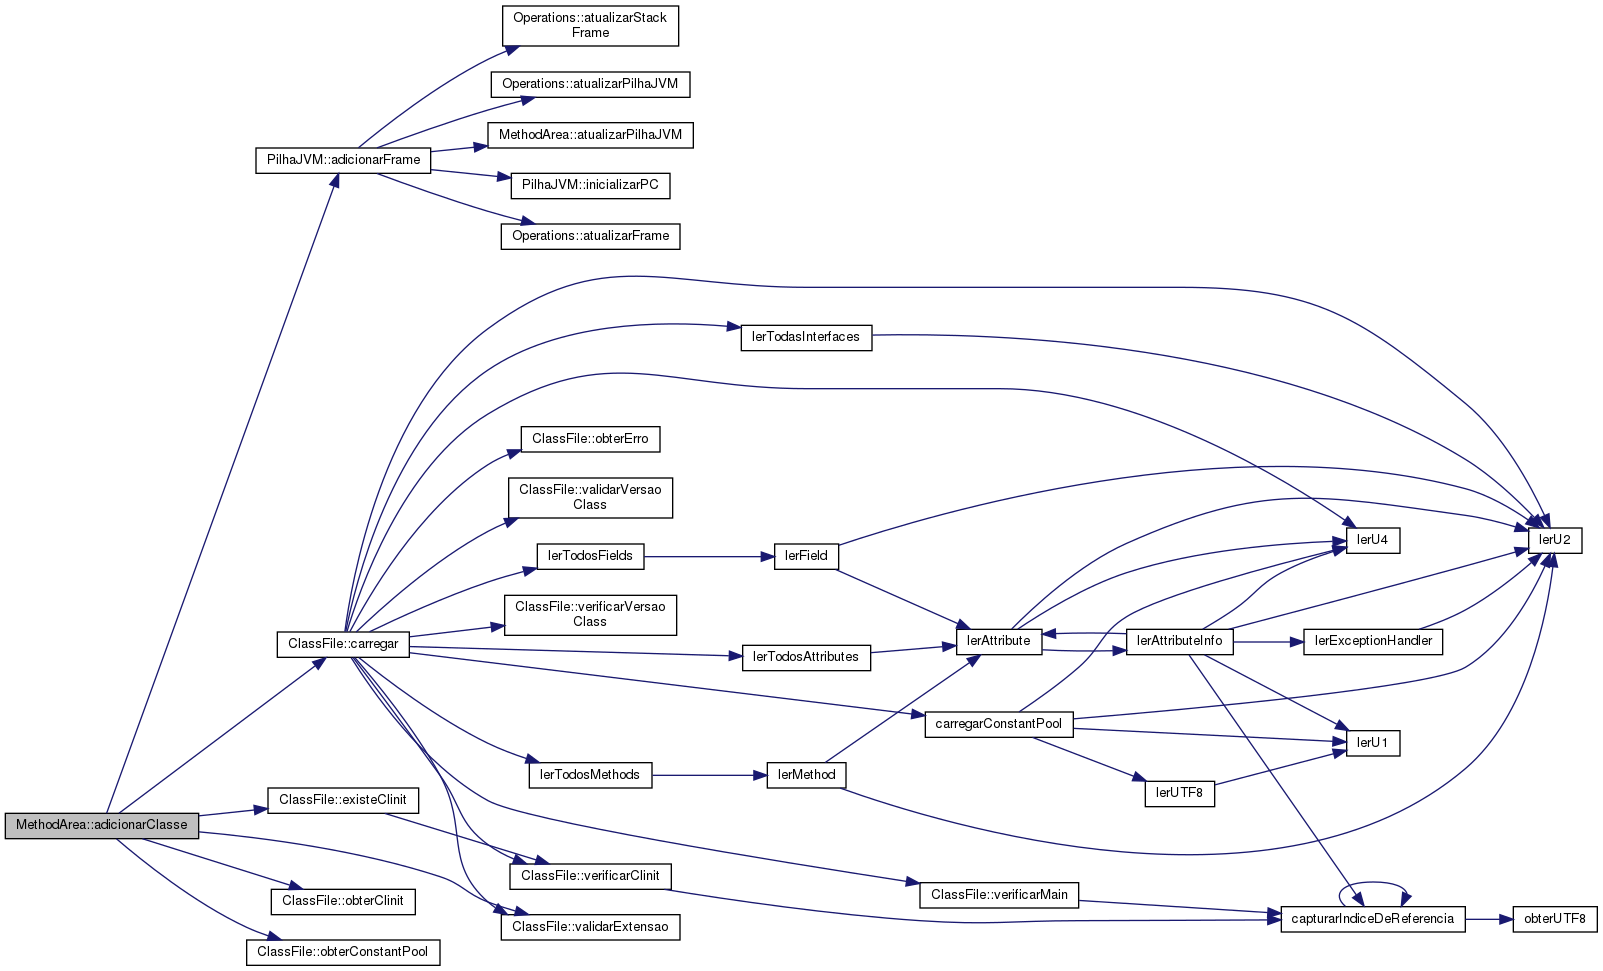 Operations::atualizarStack
Frame
Operations::atualizarPilhaJVM
MethodArea::atualizarPilhaJVM
PilhaJVM::adicionarFrame
PilhaJVM::inicializarPC
Operations::atualizarFrame
lerTodasInterfaces
ClassFile::obterErro
ClassFile::validarVersao
Class
lerU4
lerU2
lerTodosFields
lerField
ClassFile::verificarVersao
Class
ClassFile::carregar
lerAttribute
lerAttributeInfo
lerExceptionHandler
lerTodosAttributes
carregarConstantPool
lerU1
lerTodosMethods
lerMethod
lerUTF8
ClassFile::existeClinit
MethodArea::adicionarClasse
ClassFile::verificarClinit
ClassFile::verificarMain
ClassFile::obterClinit
capturarIndiceDeReferencia
obterUTF8
ClassFile::validarExtensao
ClassFile::obterConstantPool